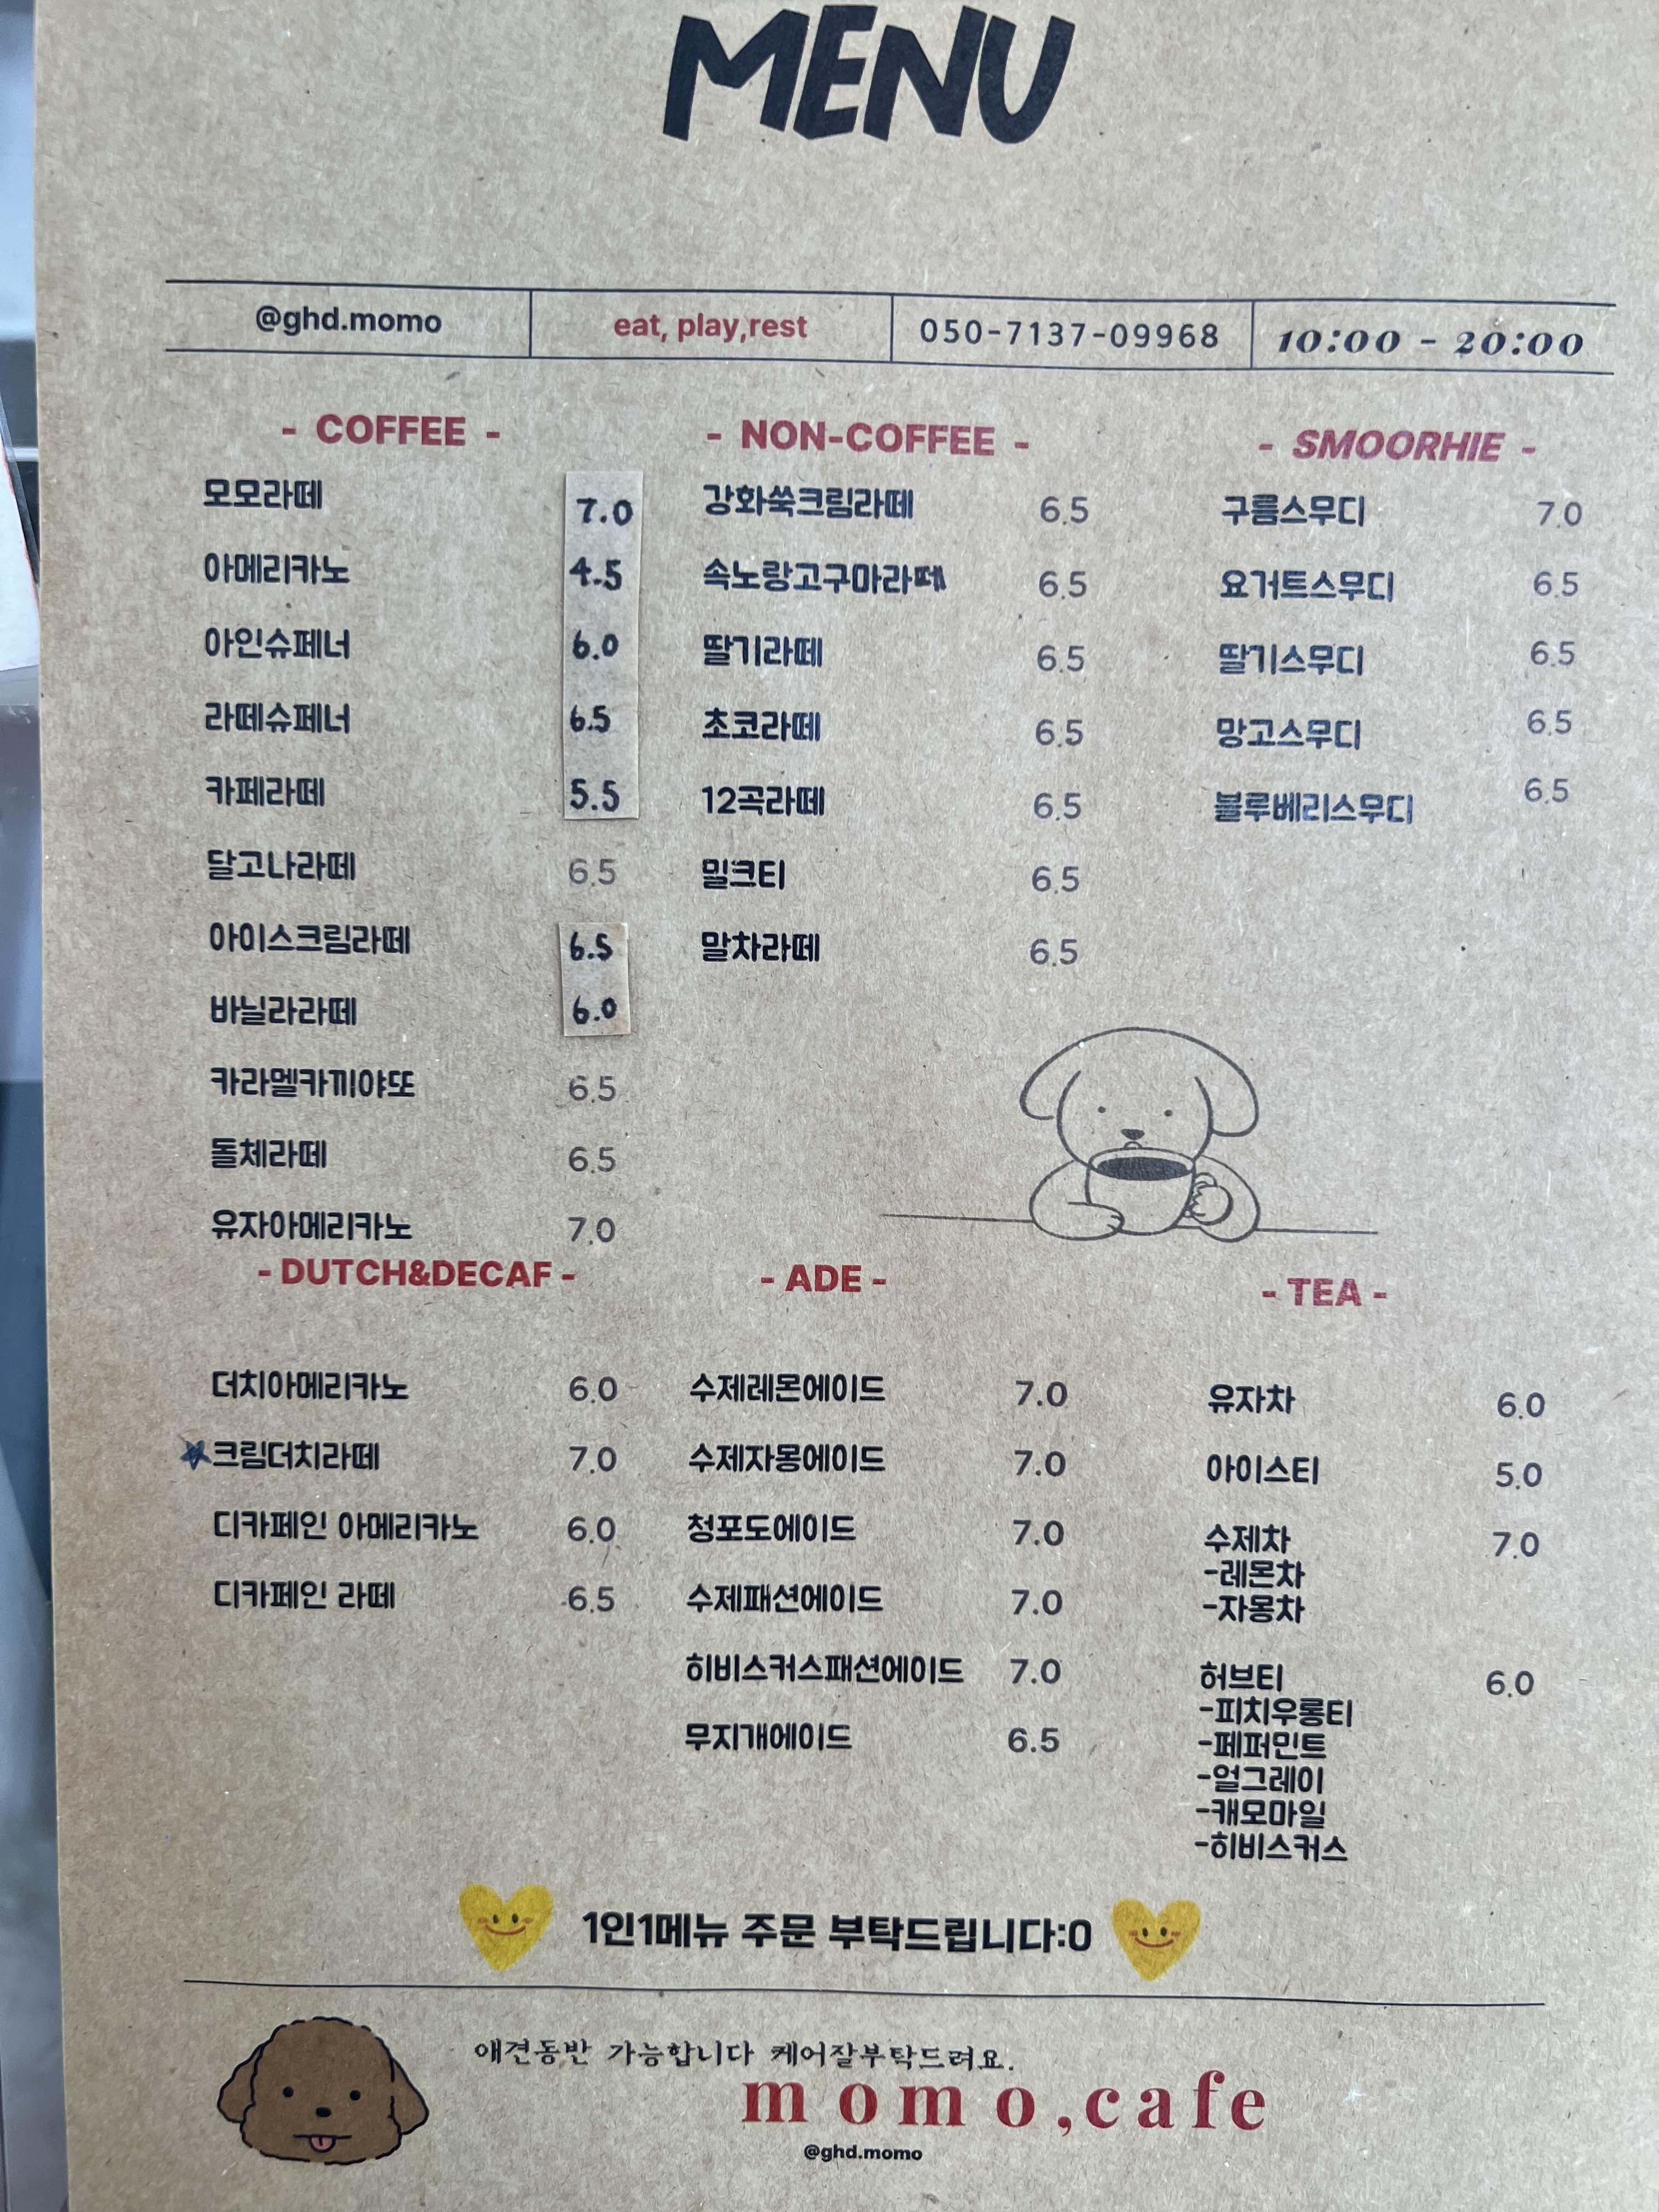 MENU
@ghd.momo
eat, play,rest
050-7137-09968
10:00 - 20:00
- COFFEE -
모모라떼 7.0
아메리카노 4.5
아인슈페너 6.0
라떼슈페너 6.5
카페라떼 5.5
달고나라떼 6.5
아이스크림라떼 6.5
바닐라라떼 6.0
카라멜카끼야또 6.5
돌체라떼 6.5
유자아메리카노 7.0
- NON-COFFEE -
강화쑥크림라떼 6.5
속노랑고구마라떼 6.5
딸기라떼 6.5
초코라떼 6.5
12곡라떼 6.5
밀크티 6.5
말차라떼 6.5
- SMOORHIE -
구름스무디 7.0
요거트스무디 6.5
딸기스무디 6.5
망고스무디 6.5
블루베리스무디 6.5
- DUTCH&DECAF -
더치아메리카노 6.0
크림더치라떼 7.0
디카페인 아메리카노 6.0
디카페인 라떼 6.5
- ADE -
수제레몬에이드 7.0
수제자몽에이드 7.0
청포도에이드 7.0
수제패션에이드 7.0
히비스커스패션에이드 7.0
무지개에이드 6.5
- TEA -
유자차 6.0
아이스티 5.0
수제차 7.0
-레몬차
-자몽차
허브티 6.0
-피치우롱티
-페퍼민트
-얼그레이
-캐모마일
-히비스커스
1인1메뉴 주문 부탁드립니다:0
애견동반 가능합니다 케어잘부탁드려요.
momo,cafe
@ghd.momo